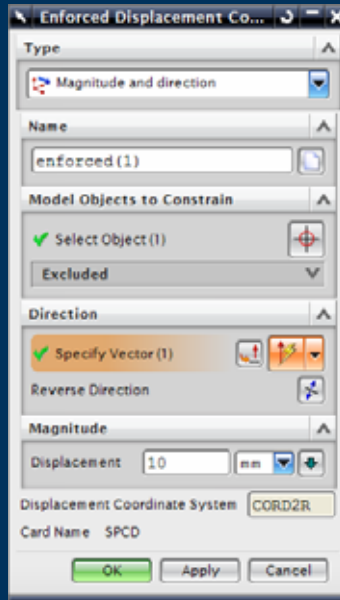 Enforced Displacement Co...
Type
Magnitude and direction
Name
enforced(1)
Model Objects to Constrain
Select Object (1)
Excluded
Direction
Specify Vector (1)
Reverse Direction
Magnitude
Displacement 10 mm
Displacement Coordinate System CORD2R
Card Name SPCD
OK Apply Cancel